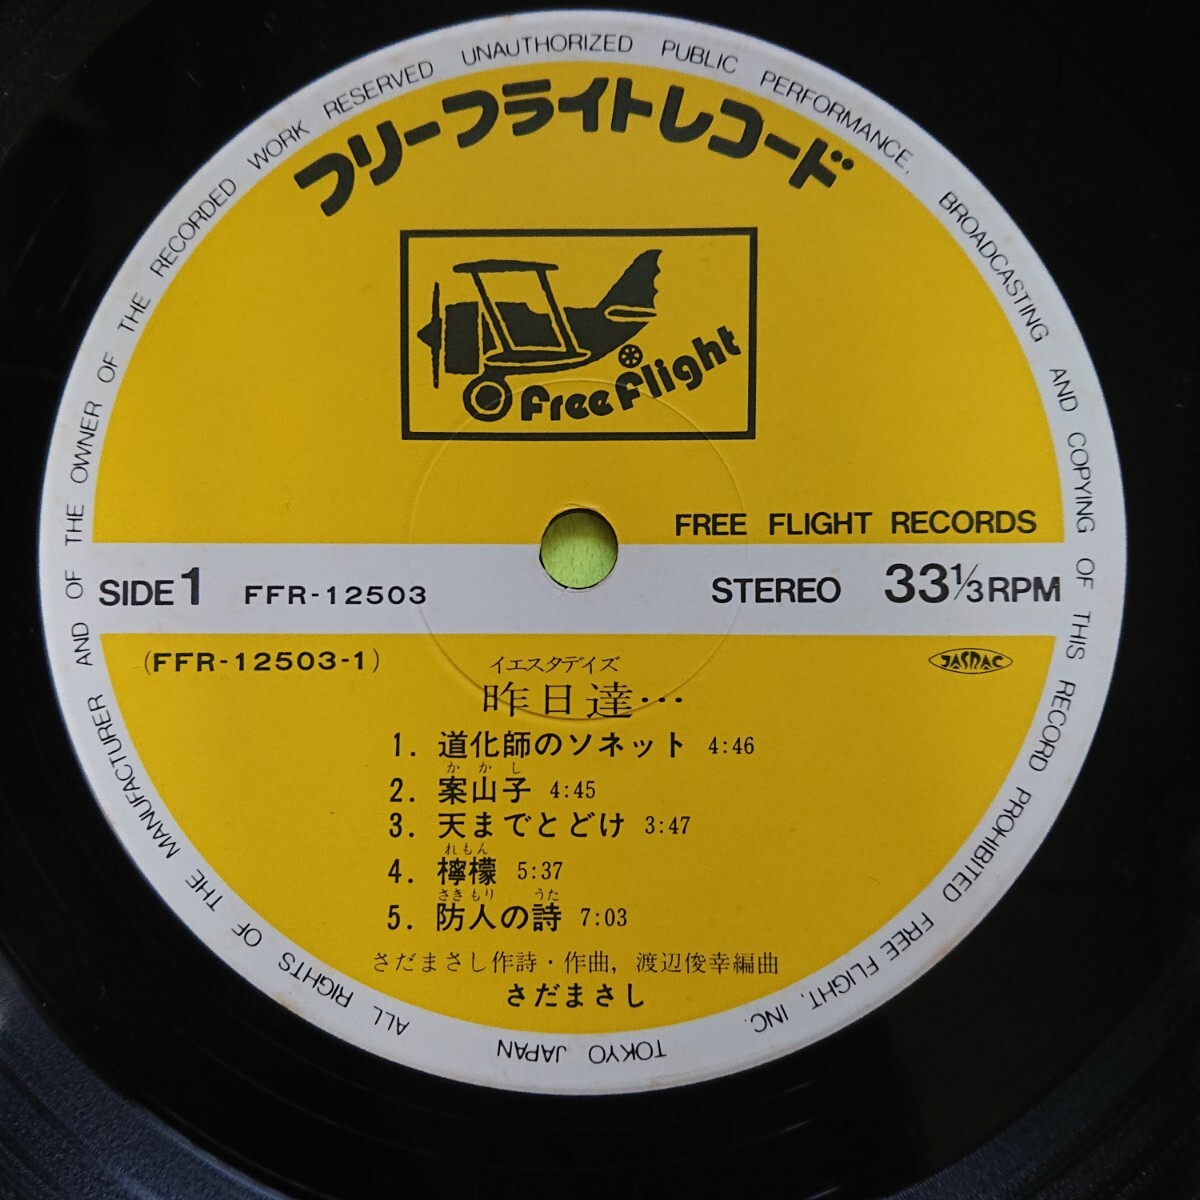 フリーフライトレコード
Free Flight
FREE FLIGHT RECORDS
SIDE 1 FFR-12503 STEREO 33⅓ RPM
(FFR-12503-1) JASRAC
イエスタデイズ
昨日達…
1. 道化師のソネット 4:46
かかし
2. 案山子 4:45
3. 天までとどけ 3:47
れもん
4. 檸檬 5:37
さきもり うた
5. 防人の詩 7:03
さだまさし作詩・作曲, 渡辺俊幸編曲
さだまさし
ALL RIGHTS OF THE MANUFACTURER AND OF THE OWNER OF THE RECORDED WORK RESERVED UNAUTHORIZED PUBLIC PERFORMANCE, BROADCASTING AND COPYING OF THIS RECORD PROHIBITED FREE FLIGHT, INC. TOKYO JAPAN